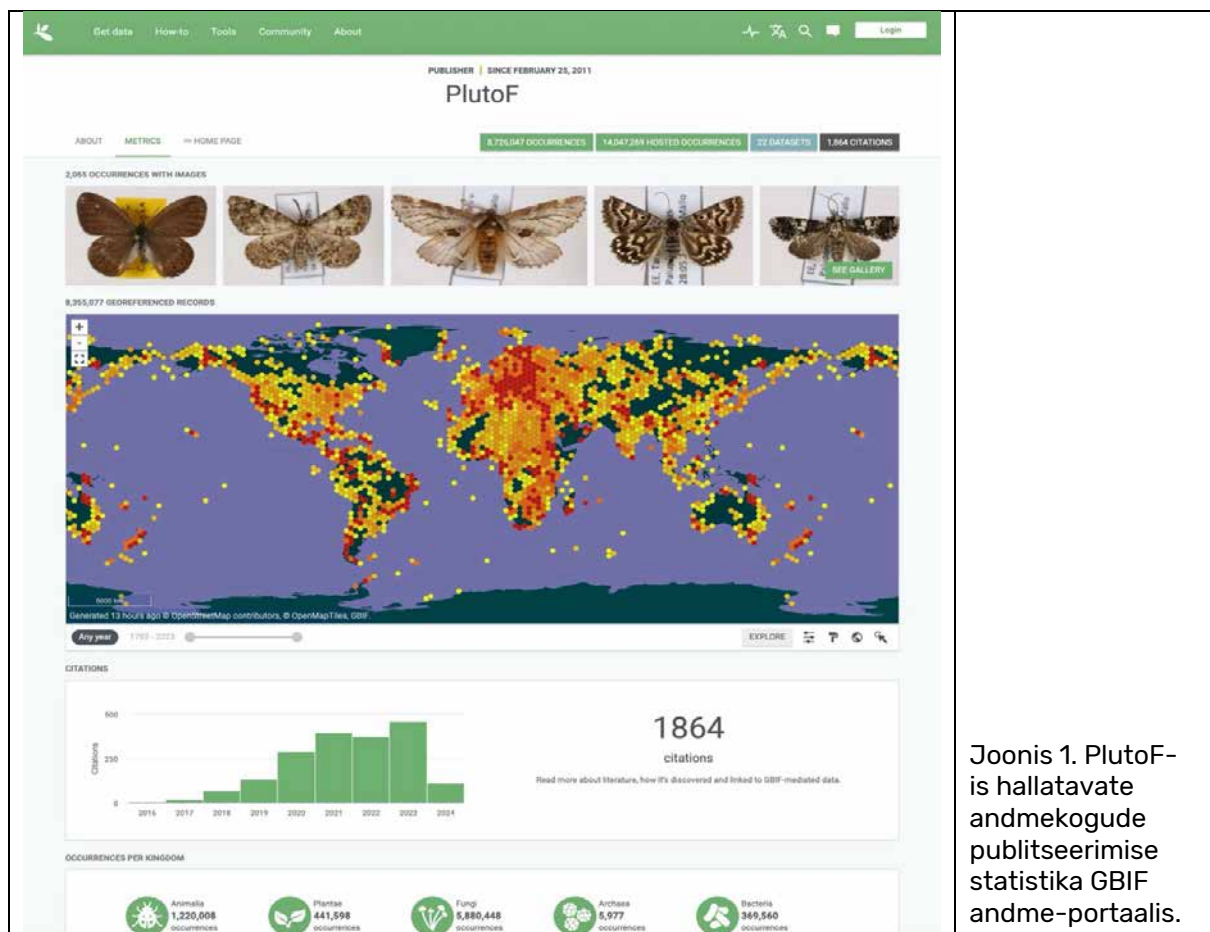 Get data How-to Tools Community About Login
PUBLISHER | SINCE FEBRUARY 25, 2011
PlutoF
ABOUT METRICS HOME PAGE 8,726,047 OCCURRENCES 14,047,269 HOSTED OCCURRENCES 22 DATASETS 1,864 CITATIONS
2,055 OCCURRENCES WITH IMAGES
SEE GALLERY
8,355,077 GEOREFERENCED RECORDS
+
-
5000 km
Generated 13 hours ago © OpenStreetMap contributors, © OpenMapTiles, GBIF.
Any year EXPLORE
CITATIONS
500
250
0
Citations
2016 2017 2018 2019 2020 2021 2022 2023 2024
1864
citations
Read more about literature, how it's discovered and linked to GBIF-mediated data.
OCCURRENCES PER KINGDOM
Animalia
1,220,008
occurrences
Plantae
441,598
occurrences
Fungi
5,880,448
occurrences
Archaea
5,977
occurrences
Bacteria
369,560
occurrences
Joonis 1. PlutoF-
is hallatavate
andmekogude
publitseerimise
statistika GBIF
andme-portaalis.